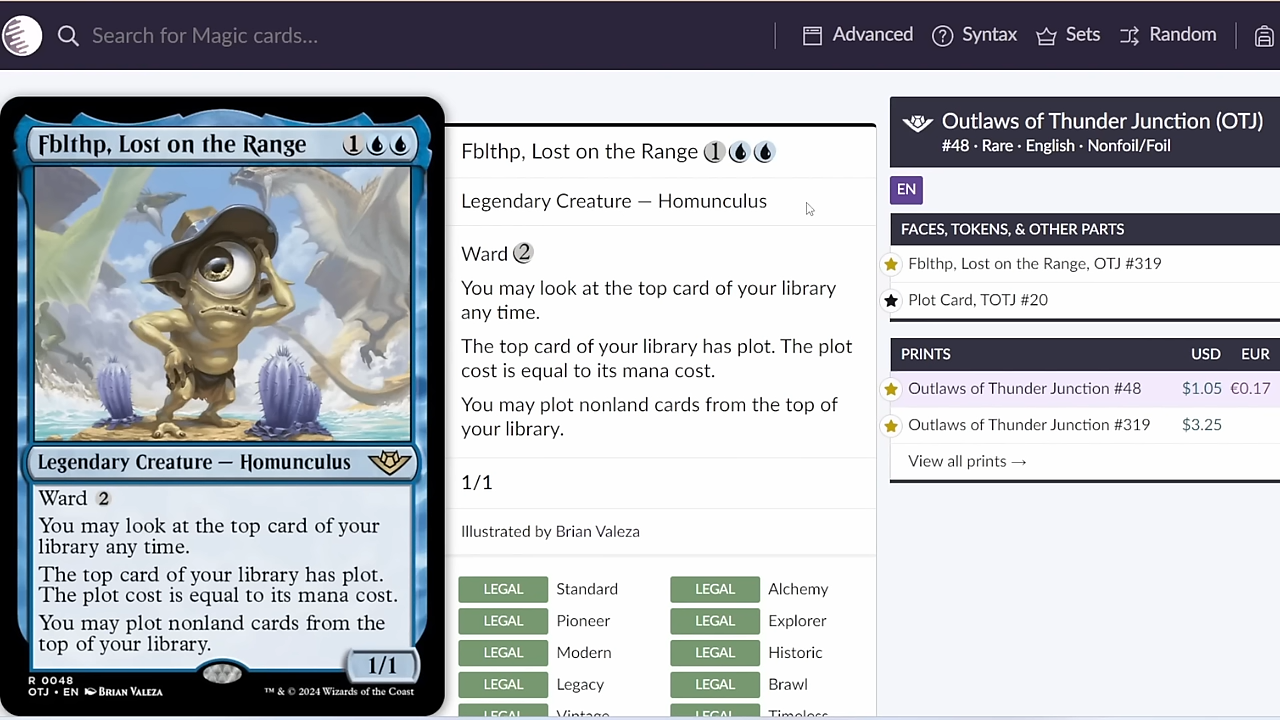 Search for Magic cards...
Advanced
Syntax
Sets
Random
Fblthp, Lost on the Range 1
Legendary Creature — Homunculus
Ward 2
You may look at the top card of your
library any time.
The top card of your library has plot.
The plot cost is equal to its mana cost.
You may plot nonland cards from the
top of your library.
1/1
R 0048
OTJ • EN BRIAN VALEZA
™ & © 2024 Wizards of the Coast
Fblthp, Lost on the Range 1
Legendary Creature — Homunculus
Ward 2
You may look at the top card of your library
any time.
The top card of your library has plot. The plot
cost is equal to its mana cost.
You may plot nonland cards from the top of
your library.
1/1
Illustrated by Brian Valeza
LEGAL Standard LEGAL Alchemy
LEGAL Pioneer LEGAL Explorer
LEGAL Modern LEGAL Historic
LEGAL Legacy LEGAL Brawl
LEGAL Vintage LEGAL Timeless
Outlaws of Thunder Junction (OTJ)
#48 · Rare · English · Nonfoil/Foil
EN
FACES, TOKENS, & OTHER PARTS
Fblthp, Lost on the Range, OTJ #319
Plot Card, TOTJ #20
PRINTS USD EUR
Outlaws of Thunder Junction #48 $1.05 €0.17
Outlaws of Thunder Junction #319 $3.25
View all prints →